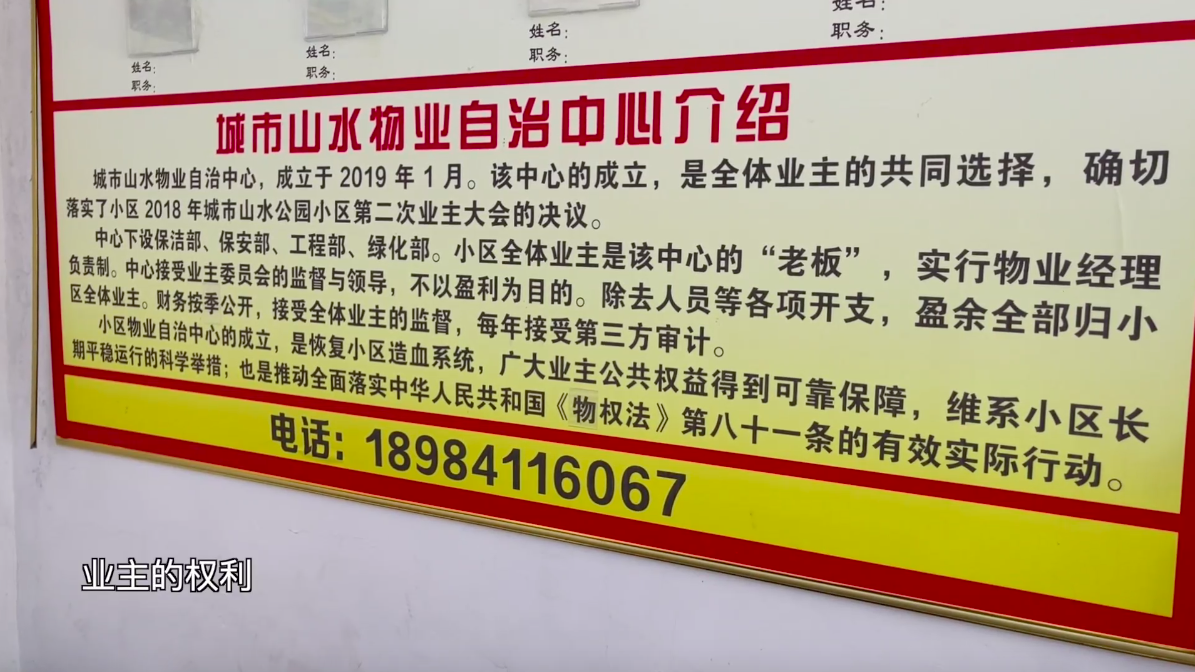 姓名：
职务：
姓名：
职务：
姓名：
职务：
姓名：
职务：
城市山水物业自治中心介绍
城市山水物业自治中心，成立于 2019 年 1 月。该中心的成立，是全体业主的共同选择，确切
落实了小区 2018 年城市山水公园小区第二次业主大会的决议。
中心下设保洁部、保安部、工程部、绿化部。小区全体业主是该中心的“老板”，实行物业经理
负责制。中心接受业主委员会的监督与领导，不以盈利为目的。除去人员等各项开支，盈余全部归小
区全体业主。财务按季公开，接受全体业主的监督，每年接受第三方审计。
小区物业自治中心的成立，是恢复小区造血系统，广大业主公共权益得到可靠保障，维系小区长
期平稳运行的科学举措；也是推动全面落实中华人民共和国《物权法》第八十一条的有效实际行动。
电话：18984116067
业主的权利